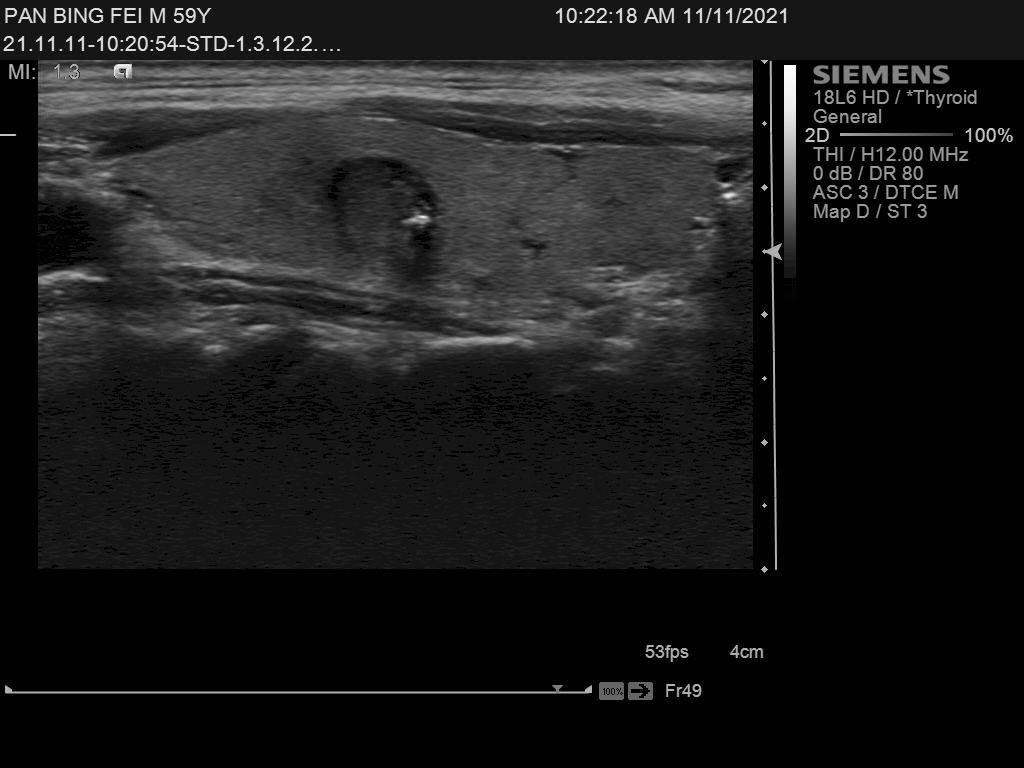 PAN BING FEI M 59Y 10:22:18 AM 11/11/2021
21.11.11-10:20:54-STD-1.3.12.2....
MI: 1.3
SIEMENS
18L6 HD / *Thyroid
General
2D 100%
THI / H12.00 MHz
0 dB / DR 80
ASC 3 / DTCE M
Map D / ST 3
53fps 4cm
100% Fr49